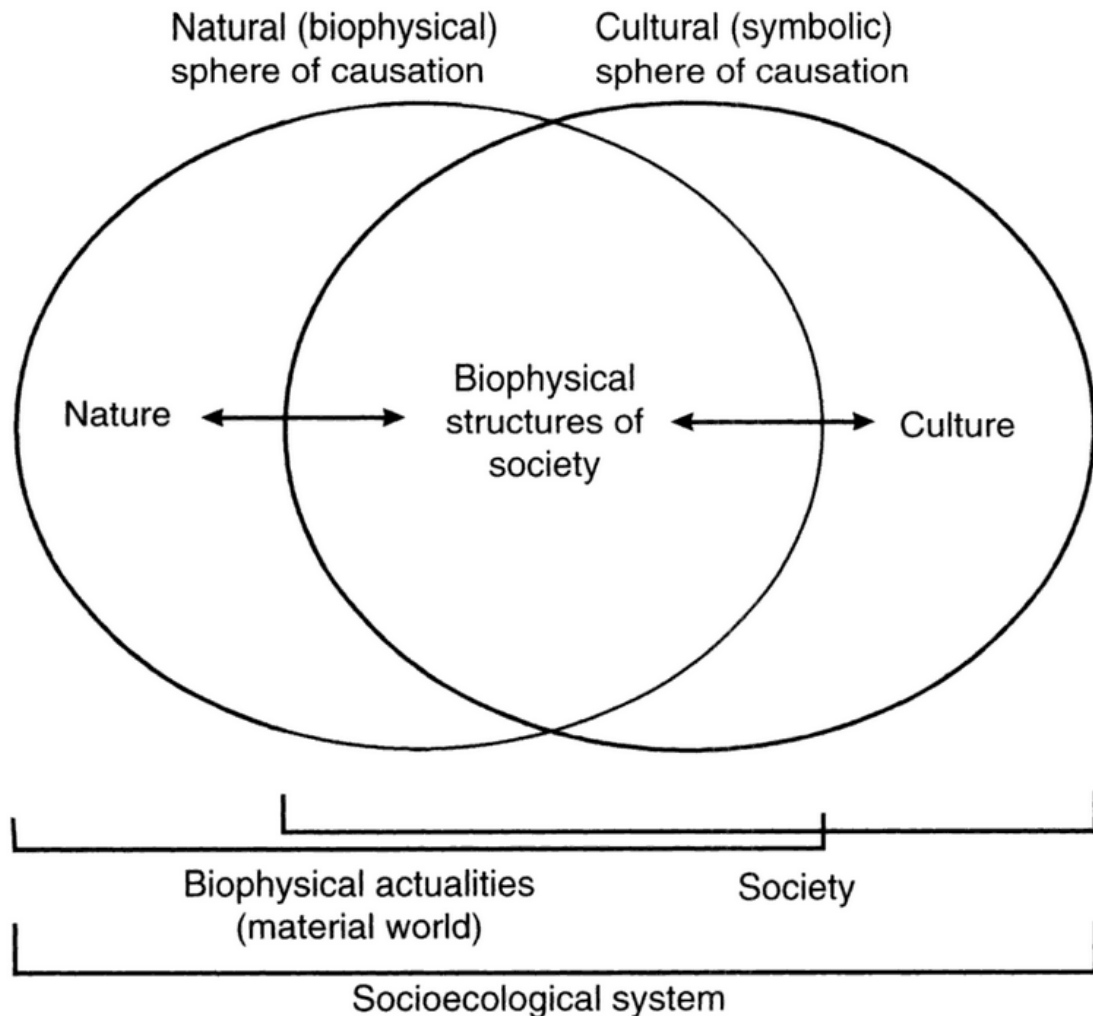 Natural (biophysical)
sphere of causation
Cultural (symbolic)
sphere of causation
Nature
Biophysical
structures of
society
Culture
Biophysical actualities
(material world)
Society
Socioecological system